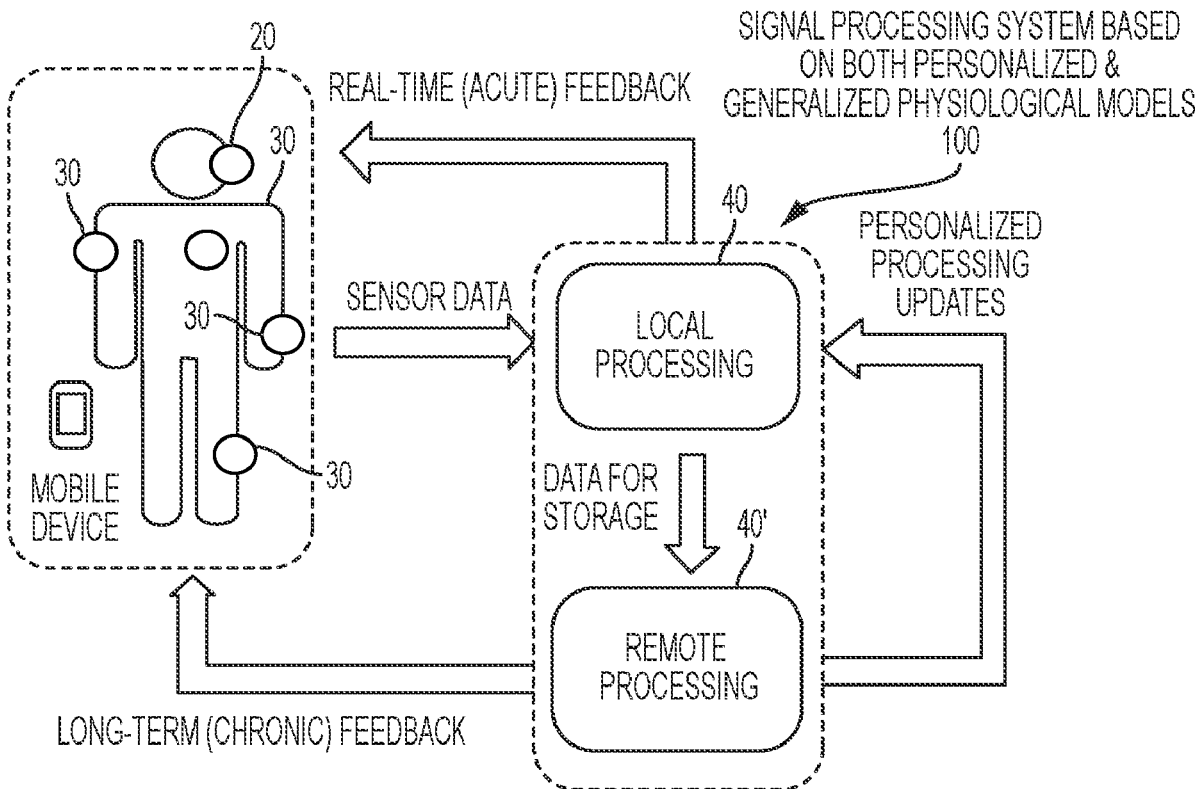 SIGNAL PROCESSING SYSTEM BASED
ON BOTH PERSONALIZED &
GENERALIZED PHYSIOLOGICAL MODELS
100
20
REAL-TIME (ACUTE) FEEDBACK
30
30
40
PERSONALIZED
PROCESSING
UPDATES
SENSOR DATA
30
LOCAL
PROCESSING
30
MOBILE
DEVICE
DATA FOR
STORAGE
40'
REMOTE
PROCESSING
LONG-TERM (CHRONIC) FEEDBACK